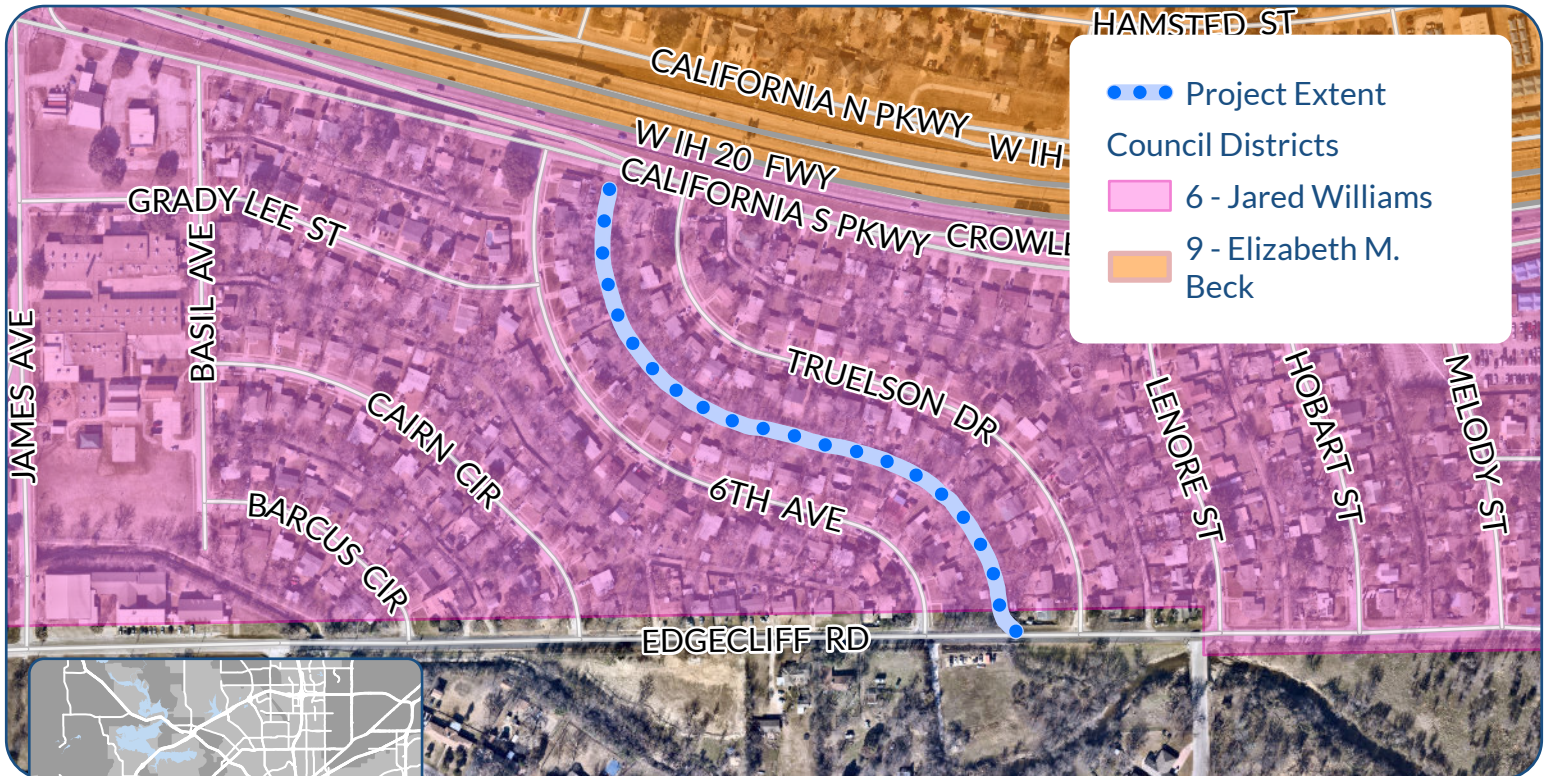 HAMSTED ST
CALIFORNIA N PKWY
W IH
W IH 20 FWY
CALIFORNIA S PKWY
CROWLE
Project Extent
Council Districts
6 - Jared Williams
9 - Elizabeth M.
Beck
GRADY LEE ST
BASIL AVE
JAMES AVE
TRUELSON DR
CAIRN CIR
LENORE ST
HOBART ST
MELODY ST
6TH AVE
BARCUS CIR
EDGECLIFF RD